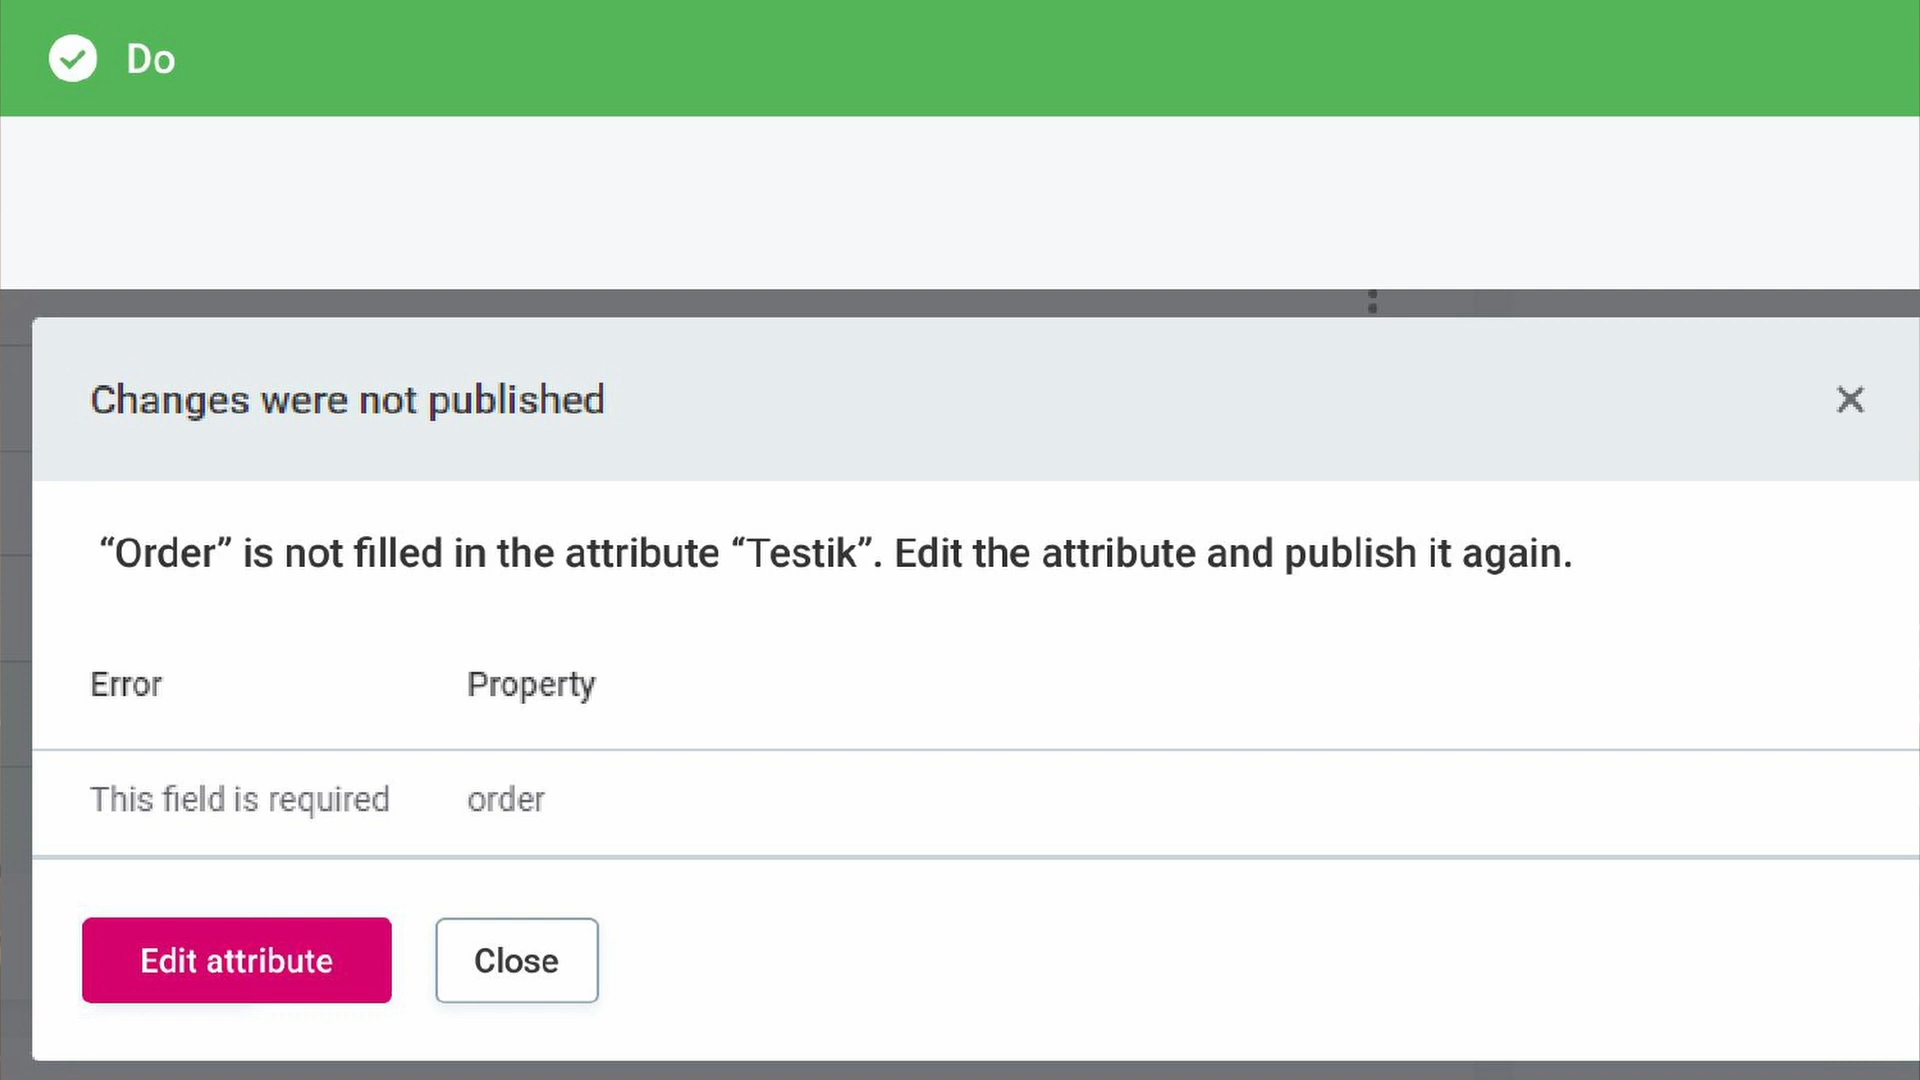 Do
Changes were not published
“Order” is not filled in the attribute “Testik”. Edit the attribute and publish it again.
Error Property
This field is required order
Edit attribute Close